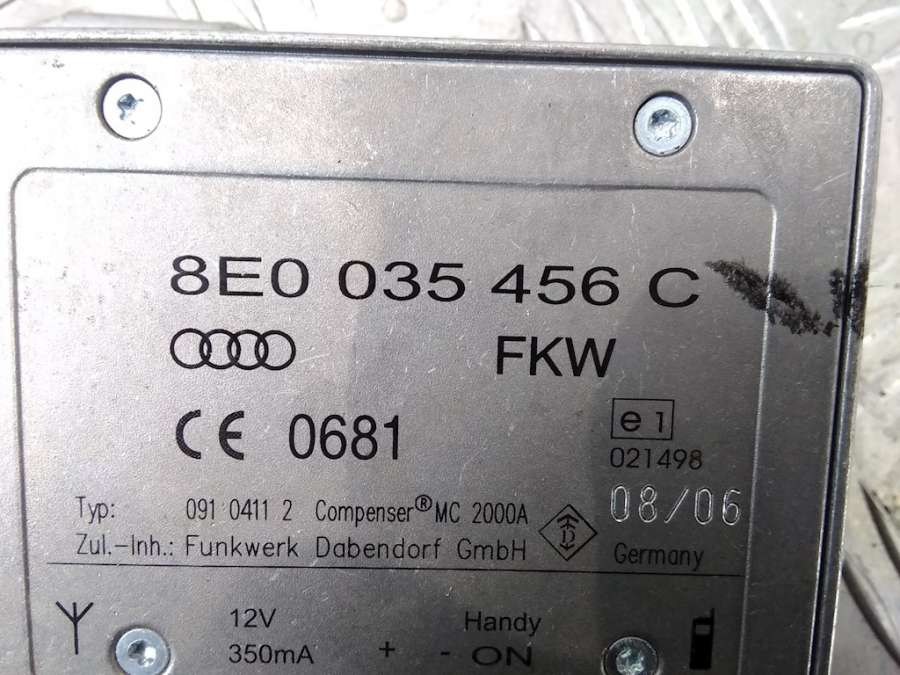 8E0 035 456 C
FKW
CE 0681
e1
021498
Typ: 091 0411 2 Compenser® MC 2000A
08/06
Zul.-Inh.: Funkwerk Dabendorf GmbH
Germany
12V Handy
350mA + - ON